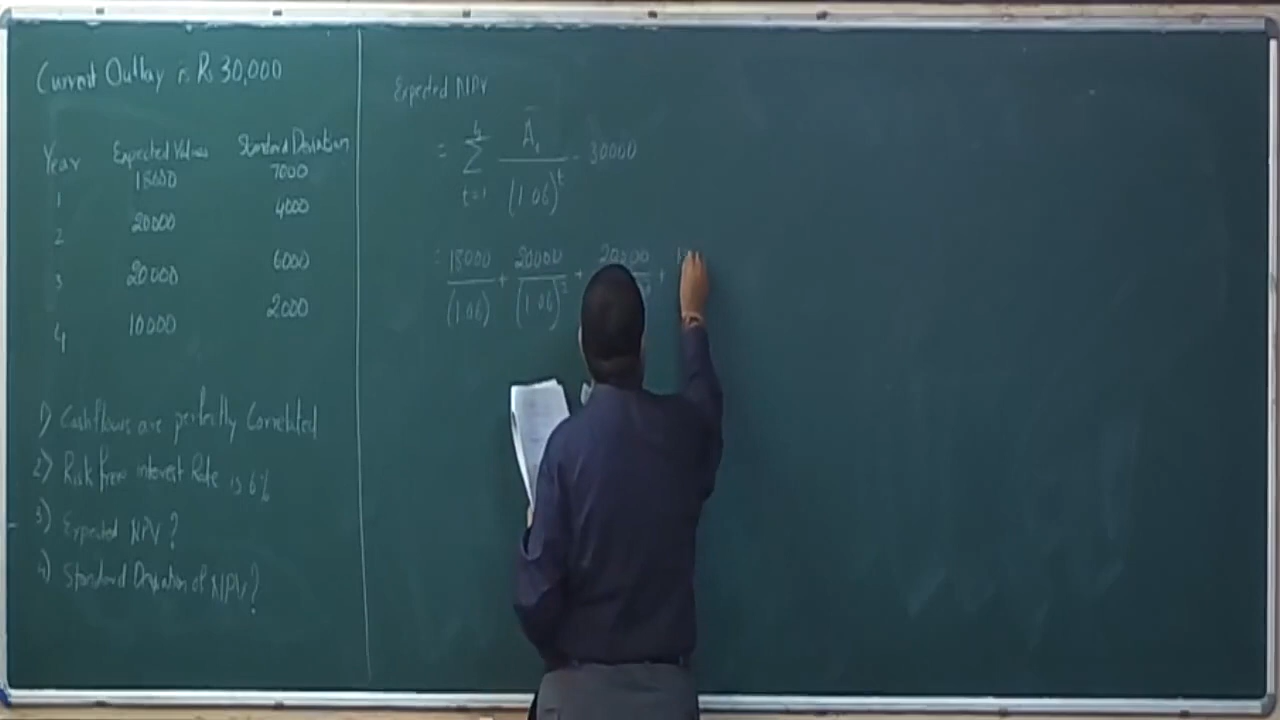 Current Outlay is Rs 30,000
Year Expected Values Standard Deviation
1 18000 7000
2 20000 4000
3 20000 6000
4 10000 2000
1) Cashflows are perfectly Correlated
2) Risk free interest Rate is 6%
3) Expected NPV?
4) Standard Deviation of NPV?
Expected NPV
= 4 Σ t=1 Āt / (1.06)^t - 30000
= 18000 / (1.06) + 20000 / (1.06)^2 + 20000 +